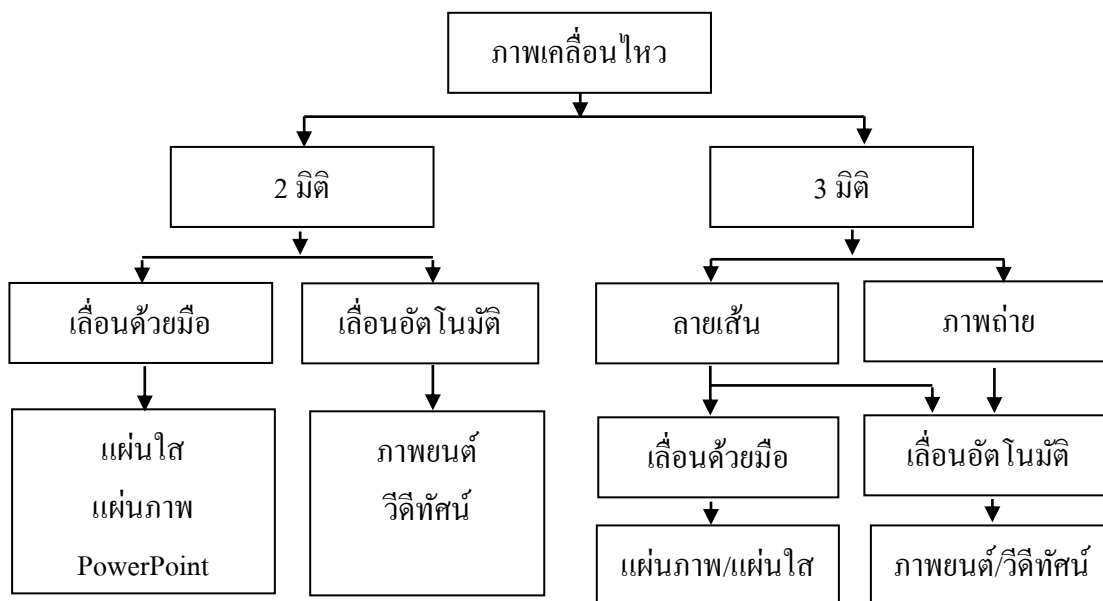 ภาพเคลื่อนไหว
2 มิติ
3 มิติ
เลื่อนด้วยมือ
เลื่อนอัตโนมัติ
ลายเส้น
ภาพถ่าย
แผ่นใส
แผ่นภาพ
PowerPoint
ภาพยนต์
วีดีทัศน์
เลื่อนด้วยมือ
เลื่อนอัตโนมัติ
แผ่นภาพ/แผ่นใส
ภาพยนต์/วีดีทัศน์